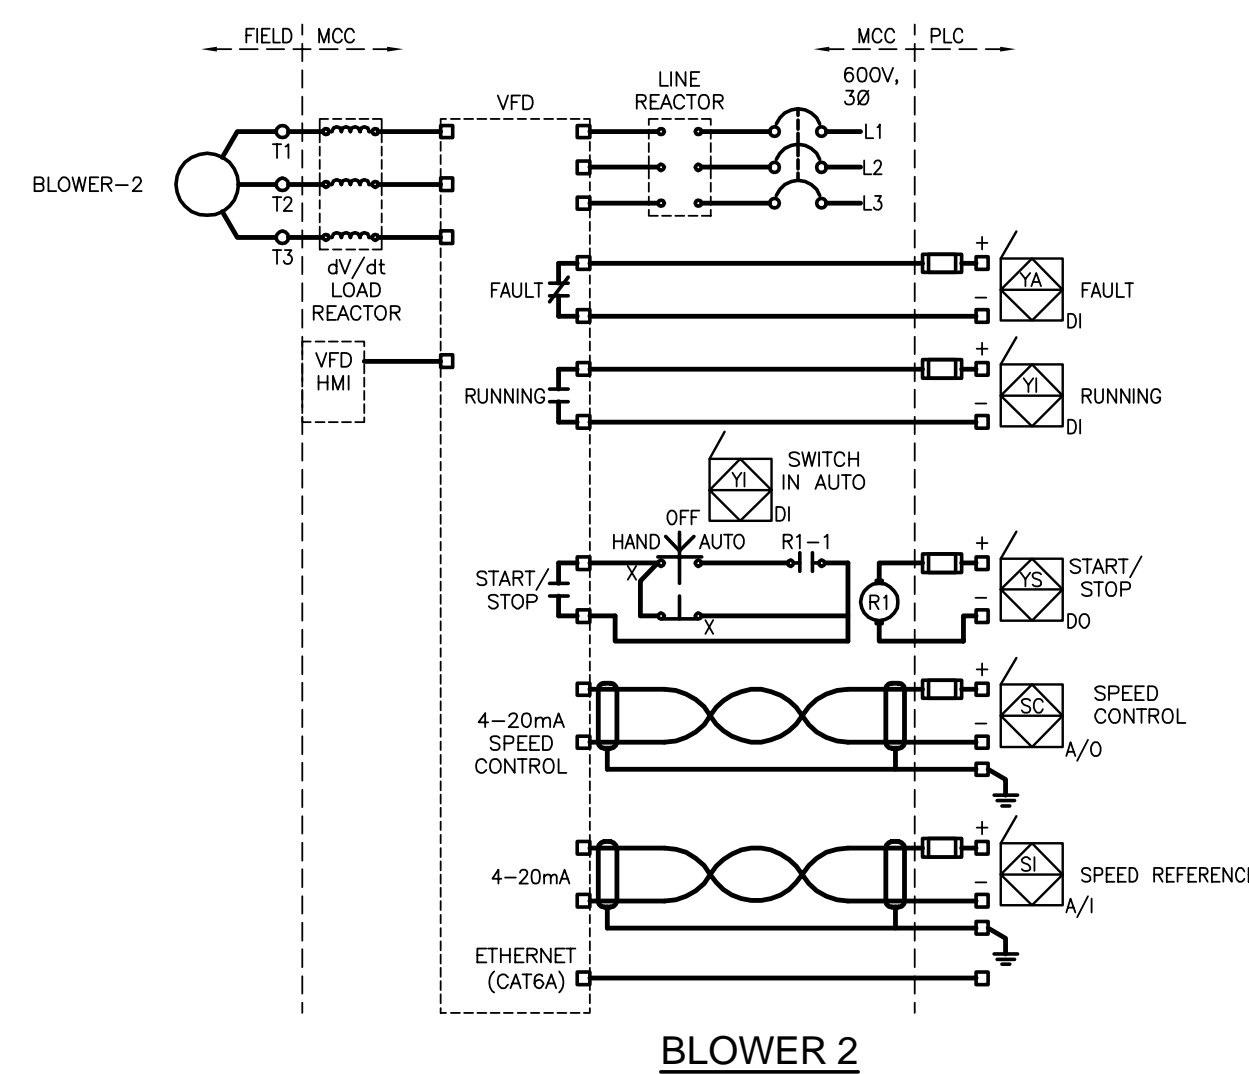 FIELD MCC
MCC PLC
600V,
3Ø
LINE
REACTOR
VFD
L1
T1
BLOWER-2
L2
T2
L3
T3
dV/dt
LOAD
REACTOR
+
YA
FAULT
FAULT
-
DI
VFD
HMI
+
YI
RUNNING
RUNNING
-
DI
SWITCH
IN AUTO
YI
DI
OFF
HAND AUTO R1-1
X
X
START/
STOP
R1
+
YS
START/
STOP
-
DO
4-20mA
SPEED
CONTROL
+
SC
SPEED
CONTROL
-
A/O
4-20mA
+
SI
SPEED REFERENCE
-
A/I
ETHERNET
(CAT6A)
BLOWER 2